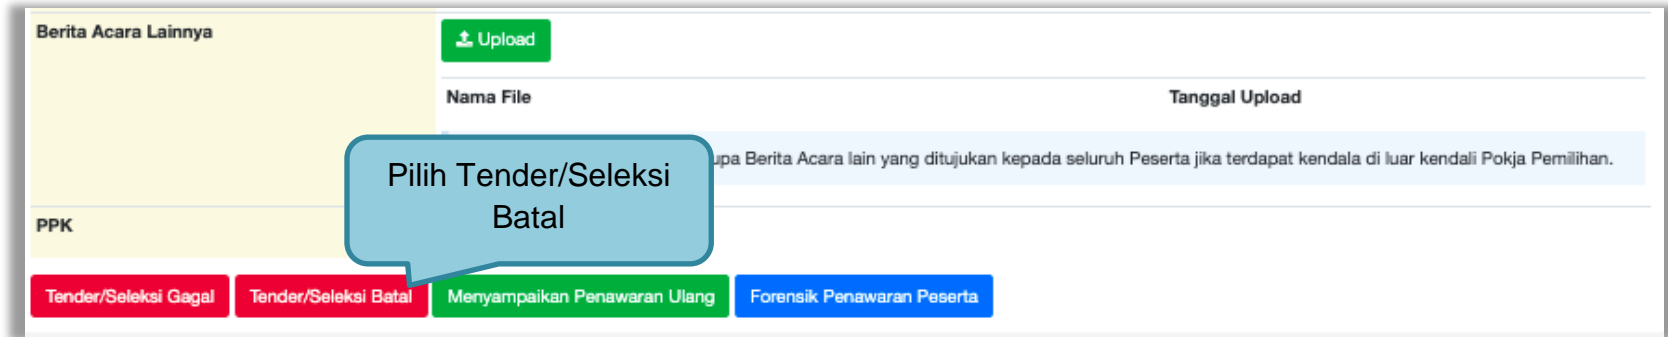 Berita Acara Lainnya
Upload
Nama File Tanggal Upload
Berita Acara lain yang ditujukan kepada seluruh Peserta jika terdapat kendala di luar kendali Pokja Pemilihan.
Pilih Tender/Seleksi
Batal
PPK
Tender/Seleksi Gagal Tender/Seleksi Batal Menyampaikan Penawaran Ulang Forensik Penawaran Peserta